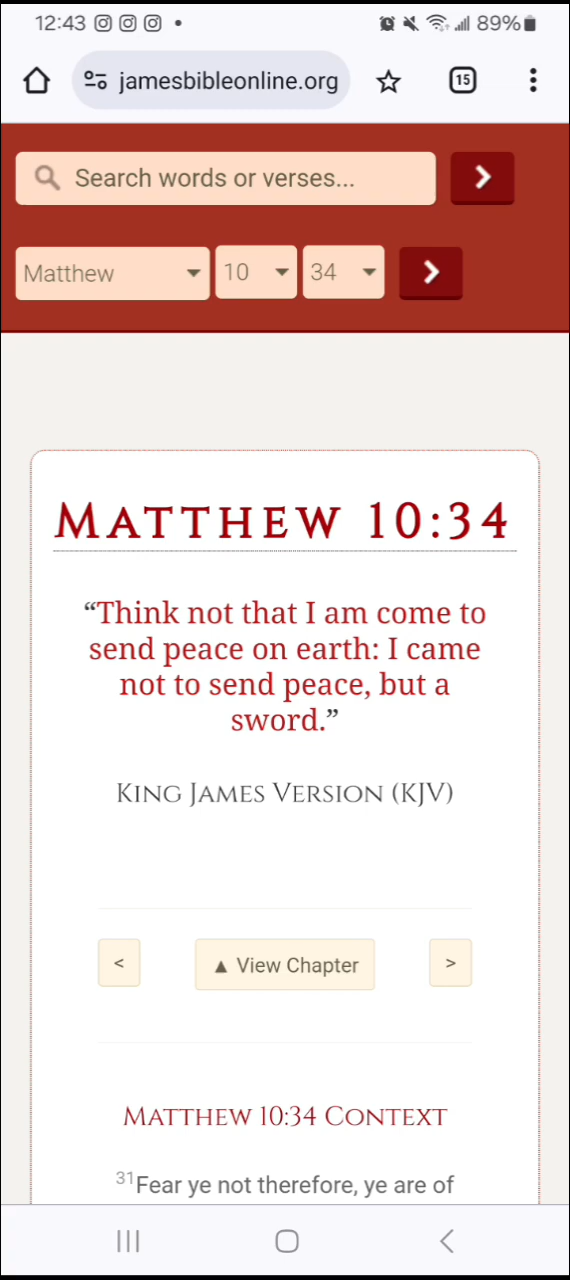 12:43 89%
jamesbibleonline.org 15
Search words or verses...
Matthew 10 34
MATTHEW 10:34
“Think not that I am come to
send peace on earth: I came
not to send peace, but a
sword.”
KING JAMES VERSION (KJV)
< ▲ View Chapter >
MATTHEW 10:34 CONTEXT
31Fear ye not therefore, ye are of